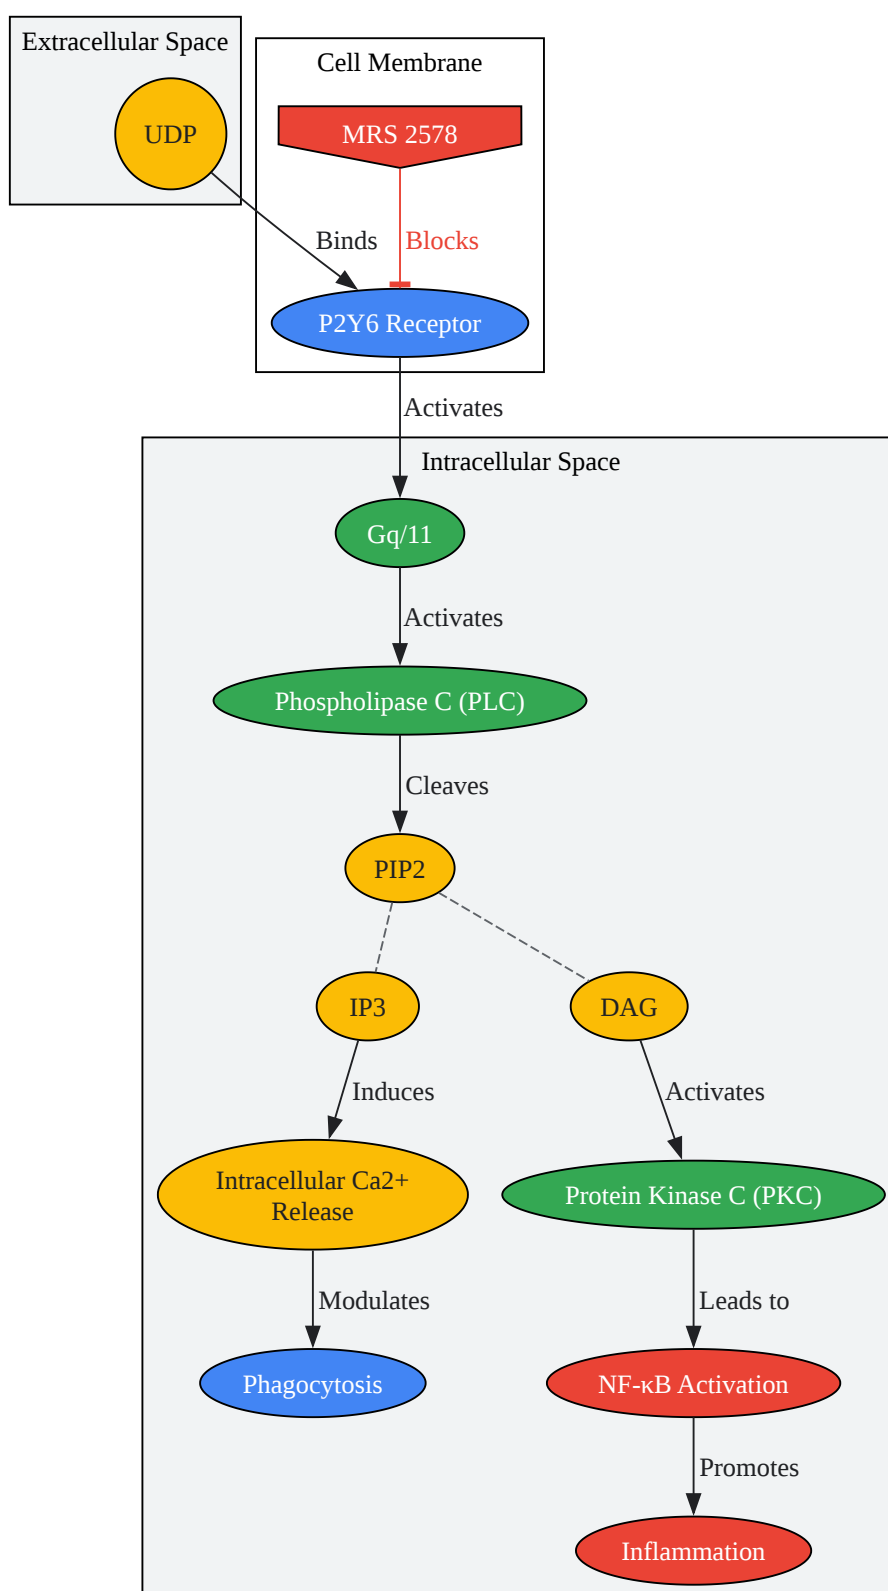 Extracellular Space
Cell Membrane
UDP
MRS 2578
Binds
Blocks
P2Y6 Receptor
Activates
Intracellular Space
Gq/11
Activates
Phospholipase C (PLC)
Cleaves
PIP2
IP3
DAG
Induces
Activates
Intracellular Ca2+
Release
Protein Kinase C (PKC)
Modulates
Leads to
Phagocytosis
NF-κB Activation
Promotes
Inflammation